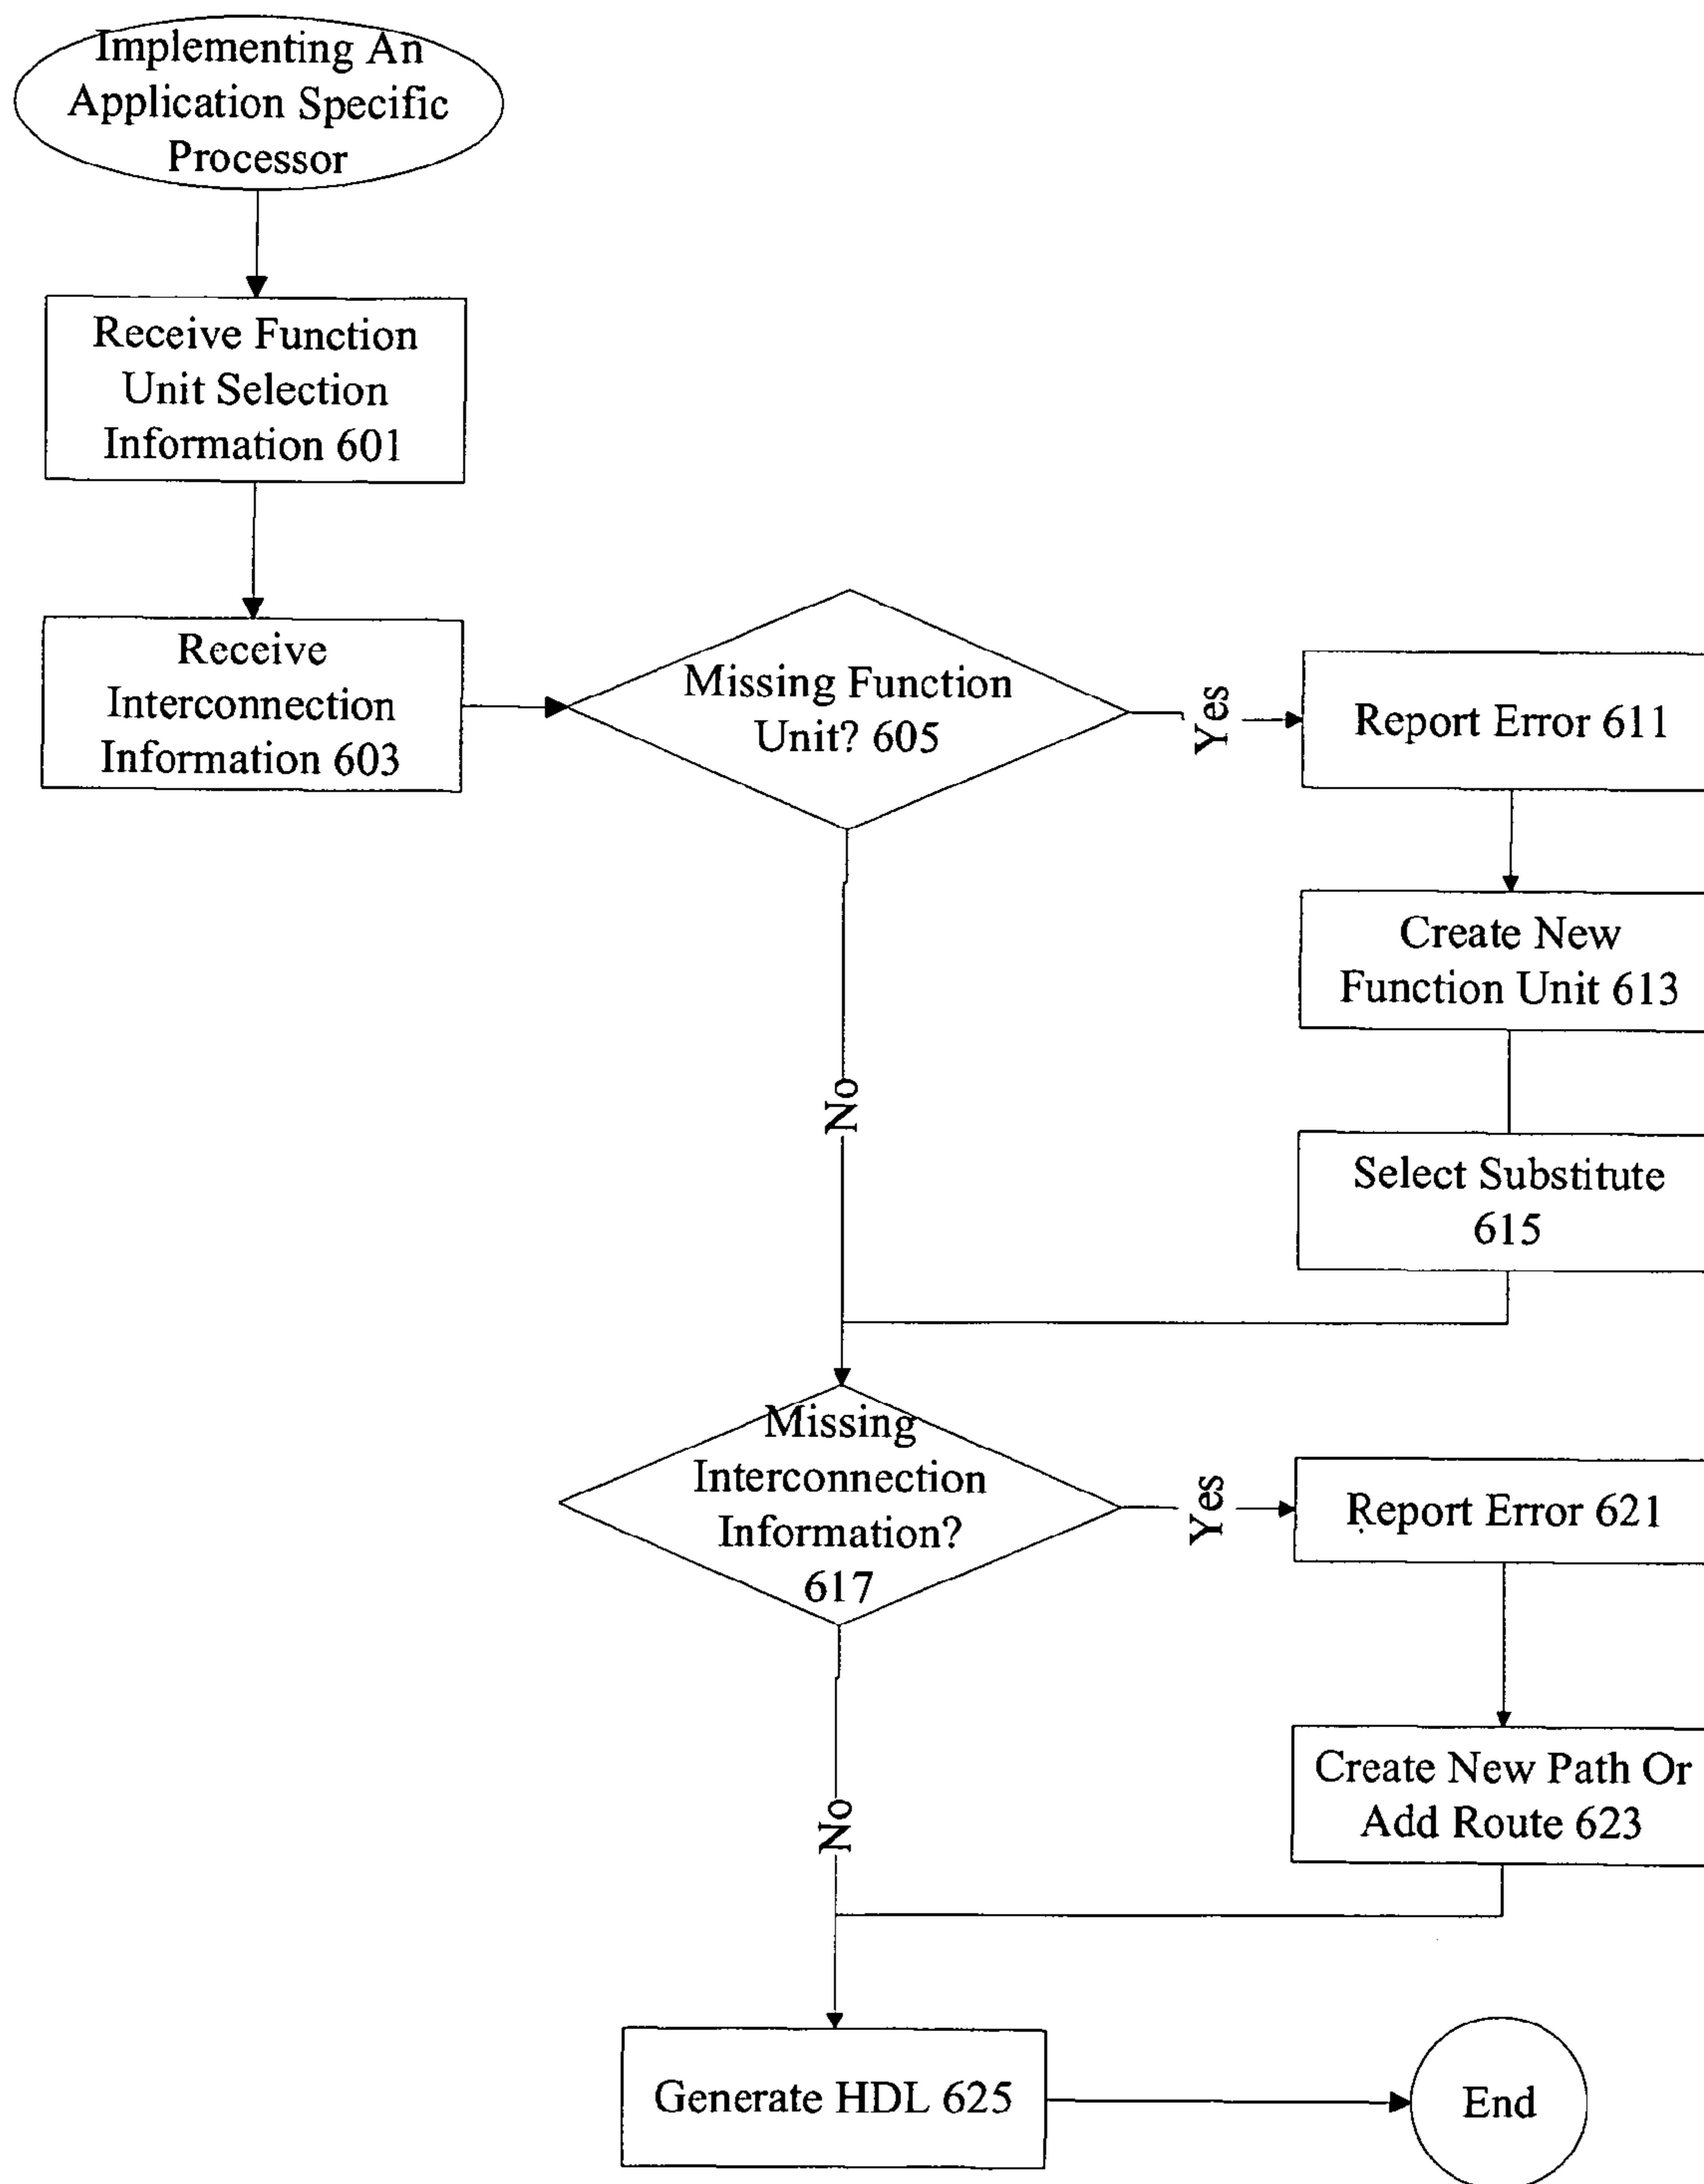 Implementing An
Application Specific
Processor
Receive Function
Unit Selection
Information 601
Receive
Interconnection
Information 603
Missing Function
Unit? 605
Yes
Report Error 611
Create New
Function Unit 613
No
Select Substitute
615
Missing
Interconnection
Information?
617
Yes
Report Error 621
Create New Path Or
Add Route 623
No
Generate HDL 625
End